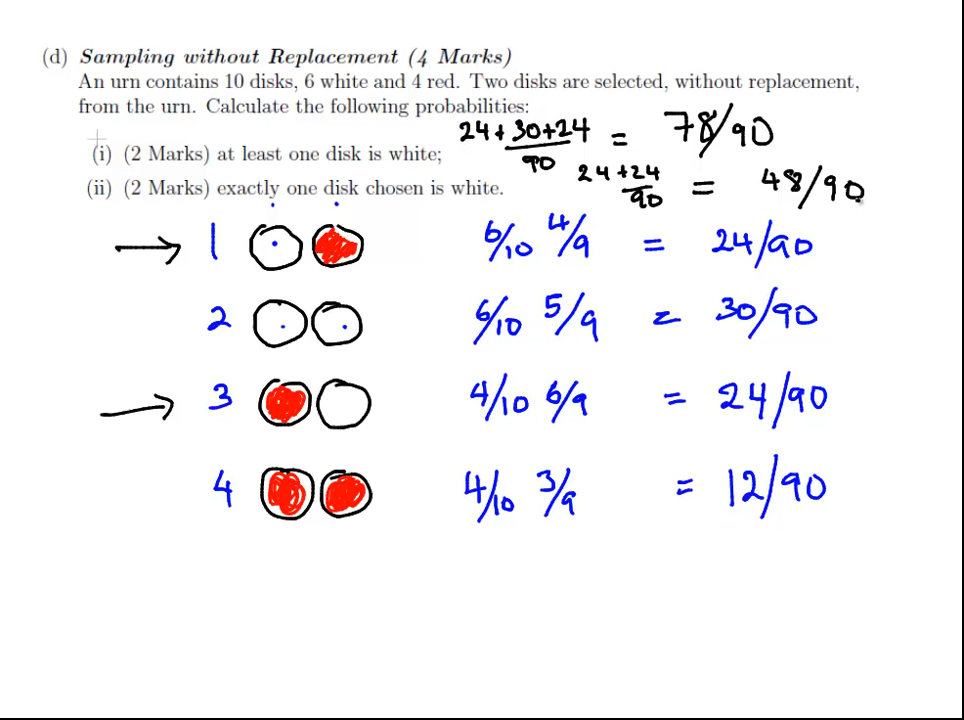 (d) Sampling without Replacement (4 Marks)
An urn contains 10 disks, 6 white and 4 red. Two disks are selected, without replacement,
from the urn. Calculate the following probabilities:
24+30+24/90 = 78/90
(i) (2 Marks) at least one disk is white;
24+24/90 = 48/90
(ii) (2 Marks) exactly one disk chosen is white.
→ 1 6/10 4/9 = 24/90
2 6/10 5/9 = 30/90
→ 3 4/10 6/9 = 24/90
4 4/10 3/9 = 12/90